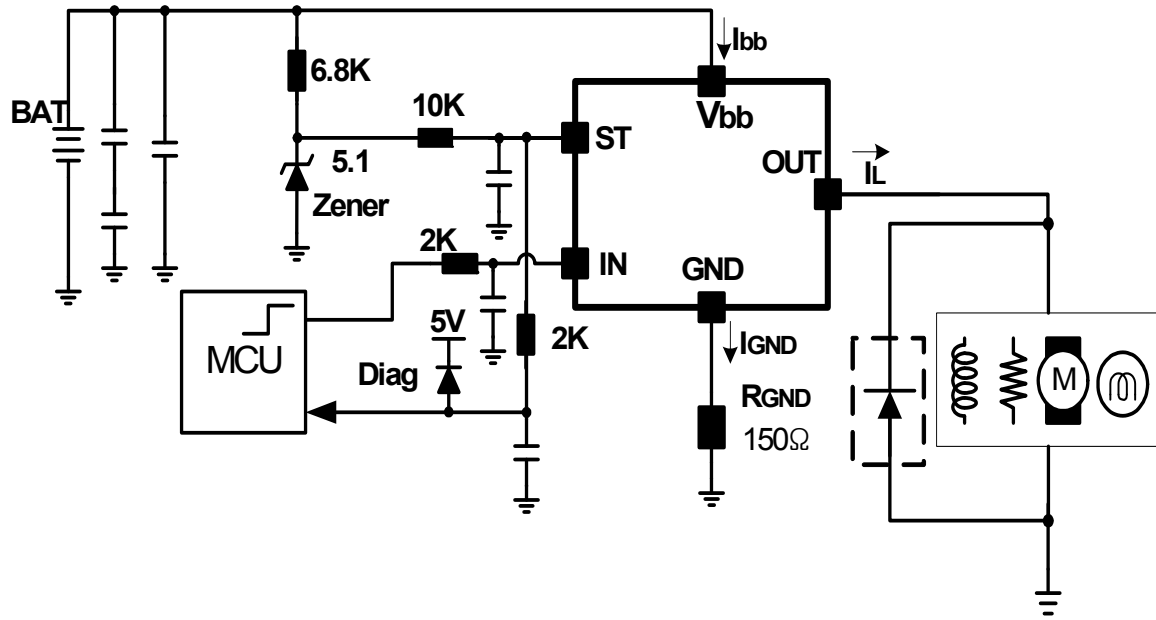 Ibb
6.8K
BAT
10K
Vbb
ST
OUT
5.1
Zener
IL
2K
IN
GND
5V
MCU
2K
IGND
Diag
RGND
150Ω
M